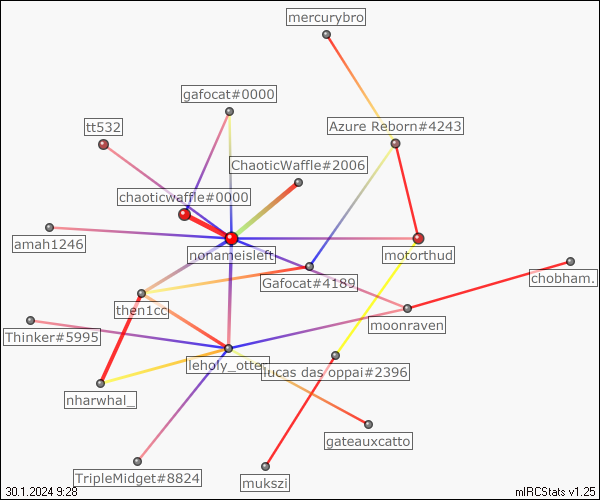 mercurybro
gafocat#0000
tt532
Azure Reborn#4243
ChaoticWaffle#2006
chaoticwaffle#0000
amah1246
nonameisleft
motorthud
Gafocat#4189
chobham.
then1cc
moonraven
Thinker#5995
leholy_otter
lucas das oppai#2396
nharwhal_
gateauxcatto
TripleMidget#8824
mukszi
30.1.2024 9:28
mIRCStats v1.25